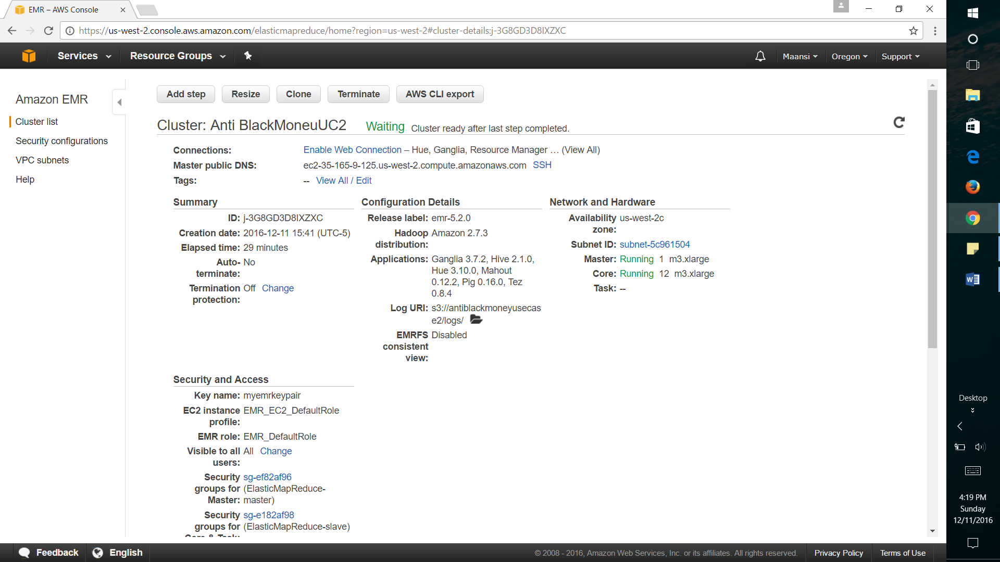 EMR – AWS Console
https://us-west-2.console.aws.amazon.com/elasticmapreduce/home?region=us-west-2#cluster-details:j-3G8GD3D8IXZXC
Services Resource Groups Maansi Oregon Support
Amazon EMR
Cluster list
Security configurations
VPC subnets
Help
Add step Resize Clone Terminate AWS CLI export
Cluster: Anti BlackMoneuUC2 Waiting Cluster ready after last step completed.
Connections: Enable Web Connection – Hue, Ganglia, Resource Manager … (View All)
Master public DNS: ec2-35-165-9-125.us-west-2.compute.amazonaws.com SSH
Tags: -- View All / Edit
Summary
ID: j-3G8GD3D8IXZXC
Creation date: 2016-12-11 15:41 (UTC-5)
Elapsed time: 29 minutes
Auto- No
terminate:
Termination Off Change
protection:
Configuration Details
Release label: emr-5.2.0
Hadoop Amazon 2.7.3
distribution:
Applications: Ganglia 3.7.2, Hive 2.1.0,
Hue 3.10.0, Mahout
0.12.2, Pig 0.16.0, Tez
0.8.4
Log URI: s3://antiblackmoneyusecas
e2/logs/
EMRFS Disabled
consistent
view:
Network and Hardware
Availability us-west-2c
zone:
Subnet ID: subnet-5c961504
Master: Running 1 m3.xlarge
Core: Running 12 m3.xlarge
Task: --
Security and Access
Key name: myemrkeypair
EC2 instance EMR_EC2_DefaultRole
profile:
EMR role: EMR_DefaultRole
Visible to all All Change
users:
Security sg-ef82af96
groups for (ElasticMapReduce-
Master: master)
Security sg-e182af98
groups for (ElasticMapReduce-slave)
Core & Task:
Feedback English © 2008 - 2016, Amazon Web Services, Inc. or its affiliates. All rights reserved. Privacy Policy Terms of Use
Desktop
4:19 PM
Sunday
12/11/2016